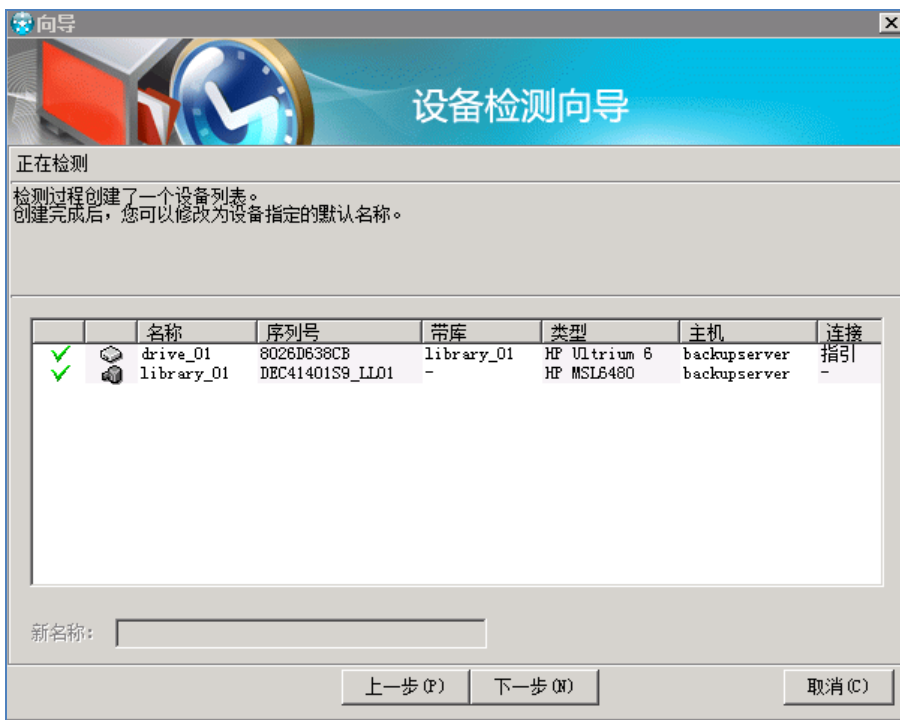 向导
设备检测向导
正在检测
检测过程创建了一个设备列表。
创建完成后，您可以修改为设备指定的默认名称。
名称 序列号 带库 类型 主机 连接
drive_01 8026D638CB library_01 HP Ultrium 6 backupserver 指引
library_01 DEC41401S9_LL01 - HP MSL6480 backupserver -
新名称：
上一步(P) 下一步(N) 取消(C)